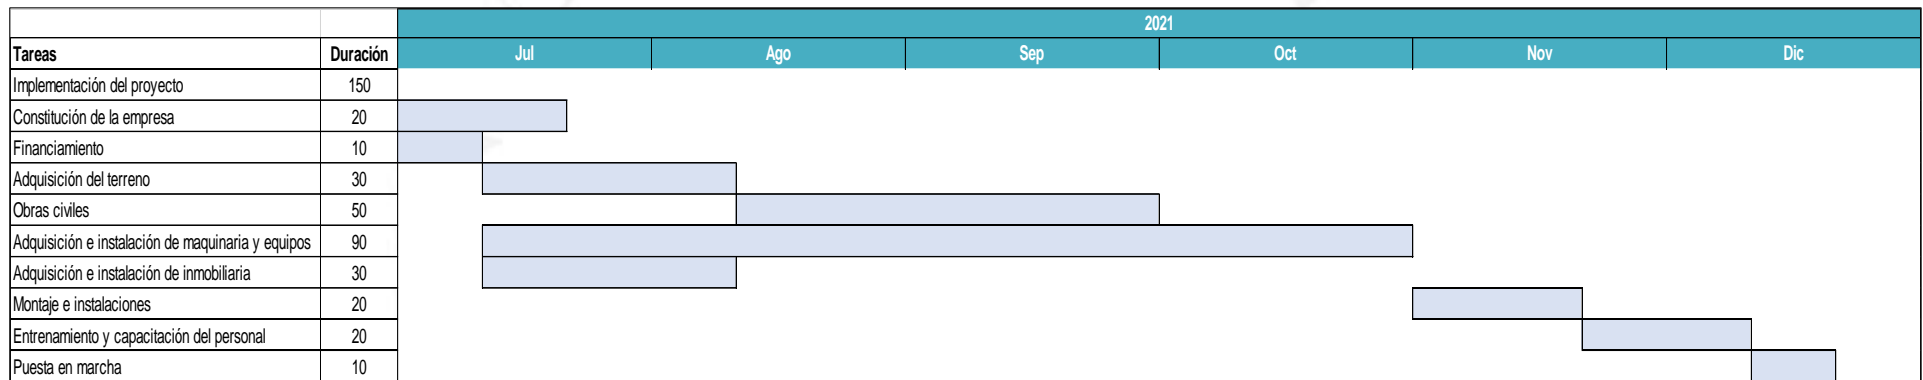 2021
Tareas Duración Jul Ago Sep Oct Nov Dic
Implementación del proyecto 150
Constitución de la empresa 20
Financiamiento 10
Adquisición del terreno 30
Obras civiles 50
Adquisición e instalación de maquinaria y equipos 90
Adquisición e instalación de inmobiliaria 30
Montaje e instalaciones 20
Entrenamiento y capacitación del personal 20
Puesta en marcha 10